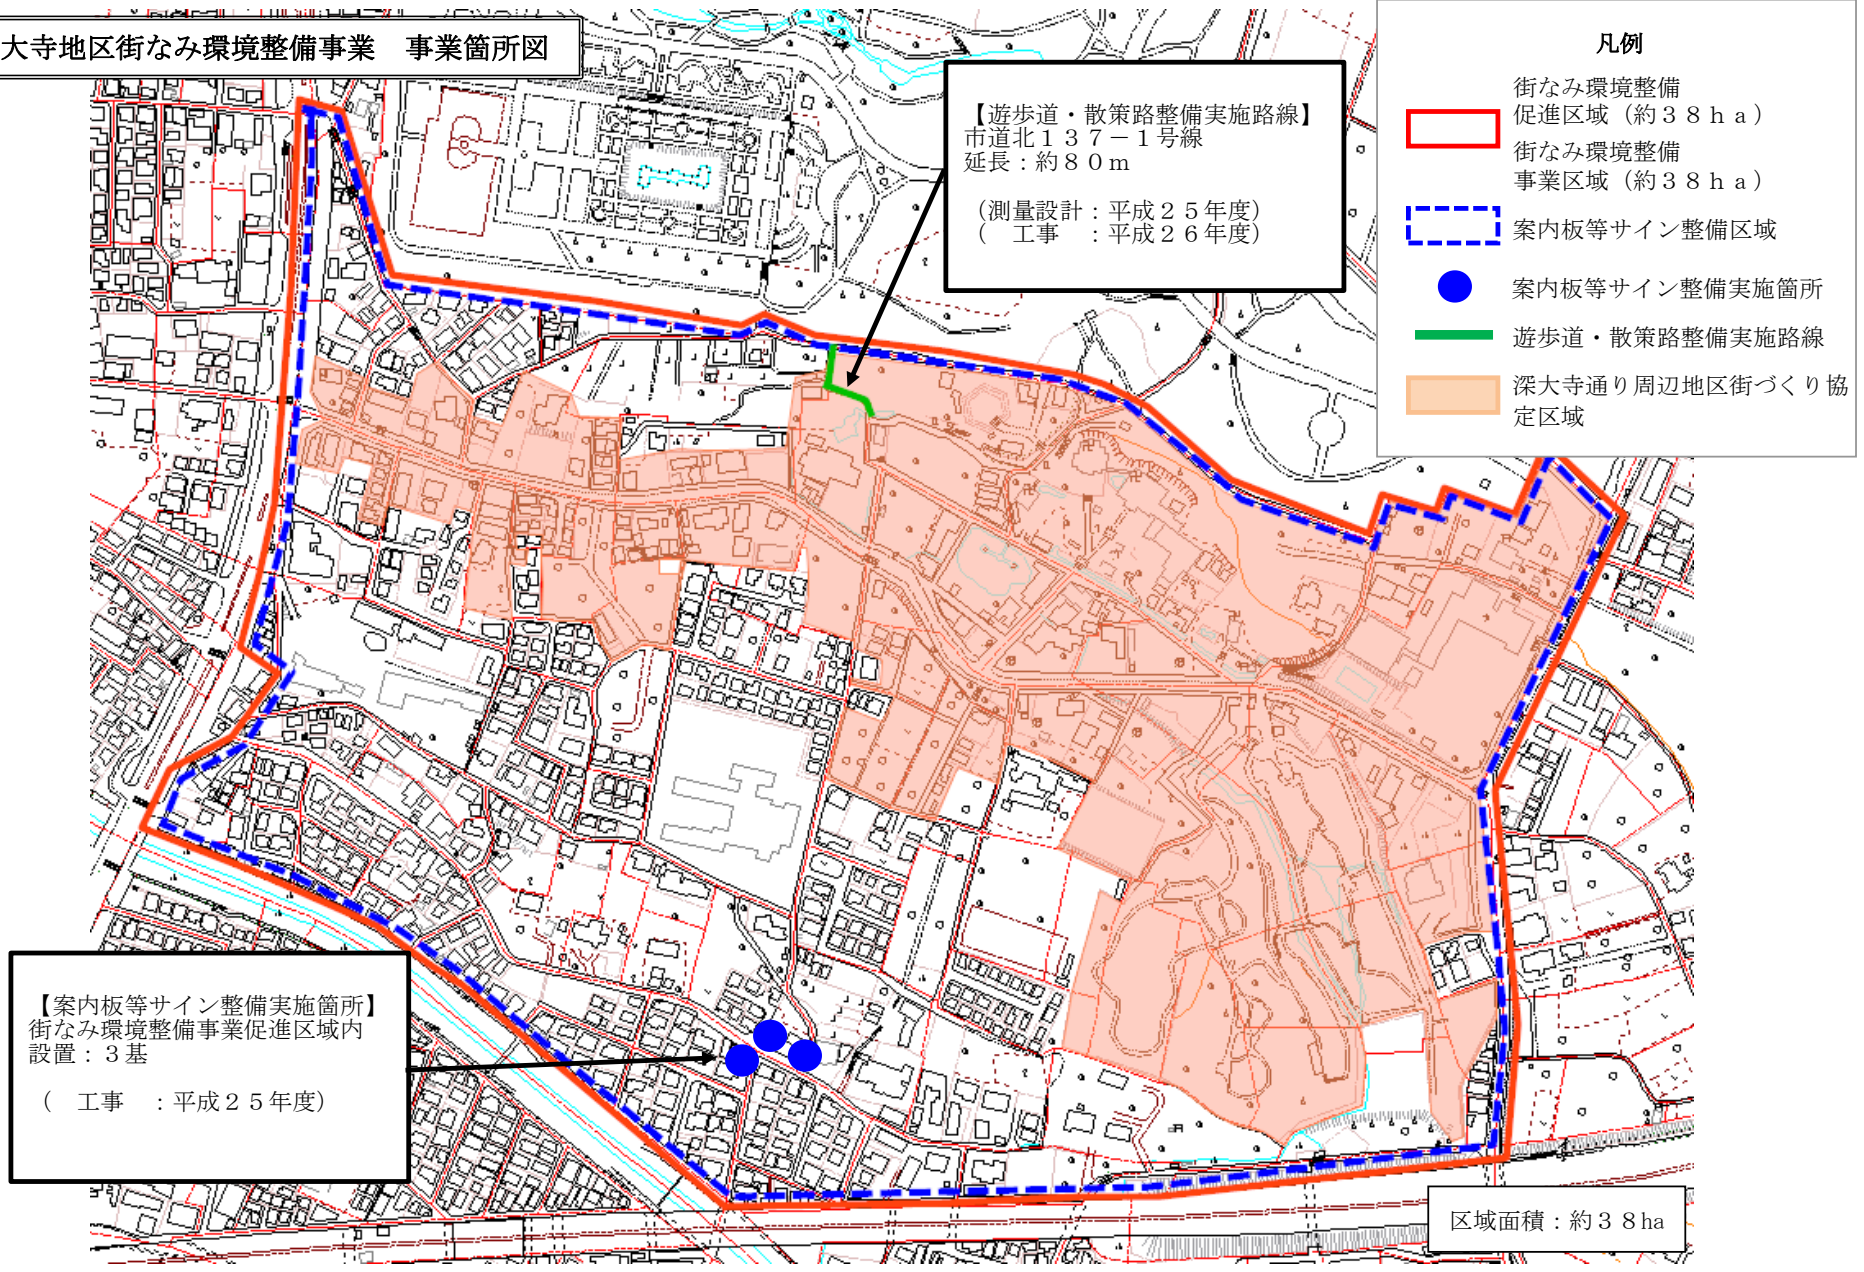 大寺地区街なみ環境整備事業　事業箇所図
凡例
街なみ環境整備
促進区域（約３８ｈａ）
街なみ環境整備
事業区域（約３８ｈａ）
案内板等サイン整備区域
案内板等サイン整備実施箇所
遊歩道・散策路整備実施路線
深大寺通り周辺地区街づくり協
定区域
【遊歩道・散策路整備実施路線】
市道北１３７－１号線
延長：約８０ｍ
（測量設計：平成２５年度）
（　工事　：平成２６年度）
【案内板等サイン整備実施箇所】
街なみ環境整備事業促進区域内
設置：３基
（　工事　：平成２５年度）
区域面積：約３８ha